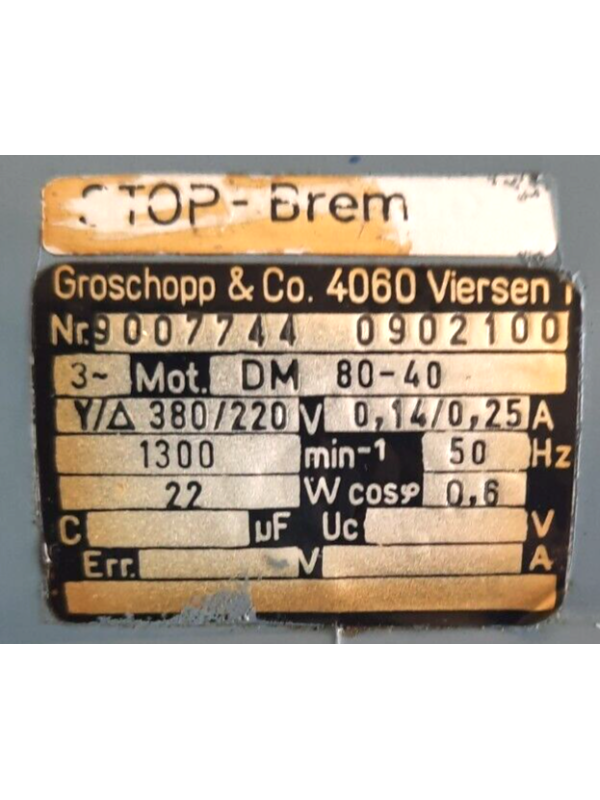 STOP-Brem
Groschopp & Co. 4060 Viersen 1
Nr. 9007744 0902100
3~ Mot. DM 80-40
Y/Δ 380/220 V 0,14/0,25 A
1300 min-1 50 Hz
22 W cosφ 0,6
C µF Uc V
Err. V A